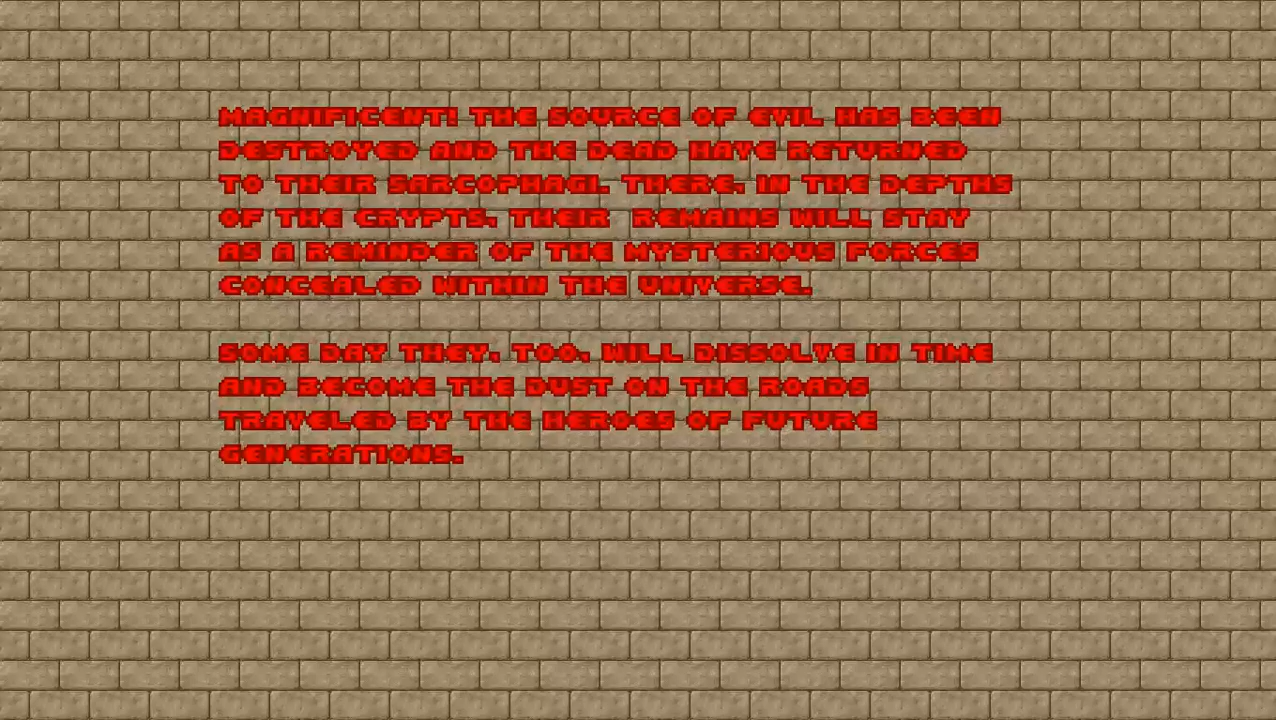 MAGNIFICENT! THE SOURCE OF EVIL HAS BEEN
DESTROYED AND THE DEAD HAVE RETURNED
TO THEIR SARCOPHAGI. THERE, IN THE DEPTHS
OF THE CRYPTS, THEIR  REMAINS WILL STAY
AS A REMINDER OF THE MYSTERIOUS FORCES
CONCEALED WITHIN THE UNIVERSE.
SOME DAY THEY, TOO, WILL DISSOLVE IN TIME
AND BECOME THE DUST ON THE ROADS
TRAVELED BY THE HEROES OF FUTURE
GENERATIONS.